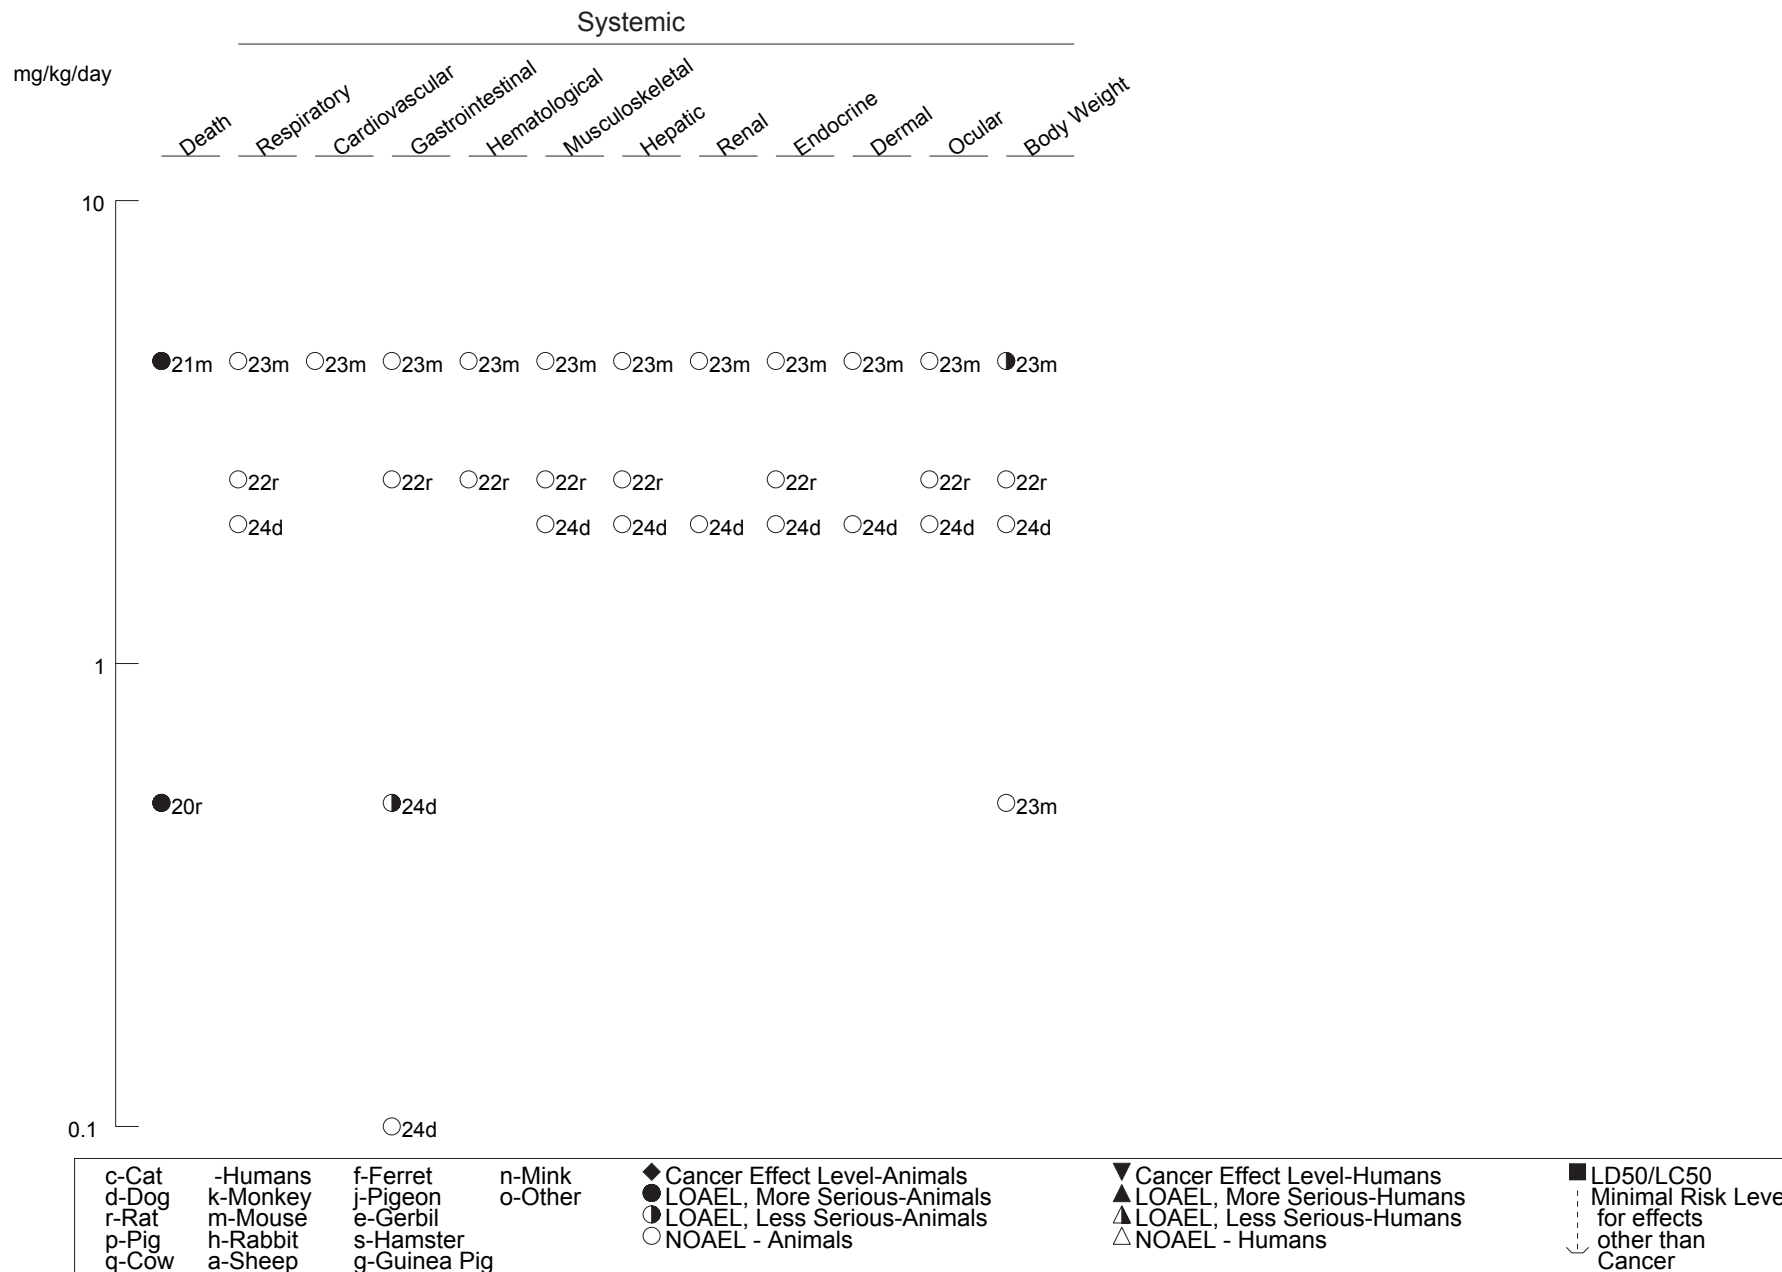 Systemic
mg/kg/day
Death Respiratory Cardiovascular Gastrointestinal Hematological Musculoskeletal Hepatic Renal Endocrine Dermal Ocular Body Weight
10
21m 23m 23m 23m 23m 23m 23m 23m 23m 23m 23m 23m
22r 22r 22r 22r 22r 22r 22r 22r
24d 24d 24d 24d 24d 24d 24d 24d
1
20r 24d 23m
0.1 24d
c-Cat -Humans f-Ferret n-Mink Cancer Effect Level-Animals Cancer Effect Level-Humans LD50/LC50
d-Dog k-Monkey j-Pigeon o-Other LOAEL, More Serious-Animals LOAEL, More Serious-Humans Minimal Risk Leve
r-Rat m-Mouse e-Gerbil LOAEL, Less Serious-Animals LOAEL, Less Serious-Humans for effects
p-Pig h-Rabbit s-Hamster NOAEL - Animals NOAEL - Humans other than
q-Cow a-Sheep g-Guinea Pig Cancer